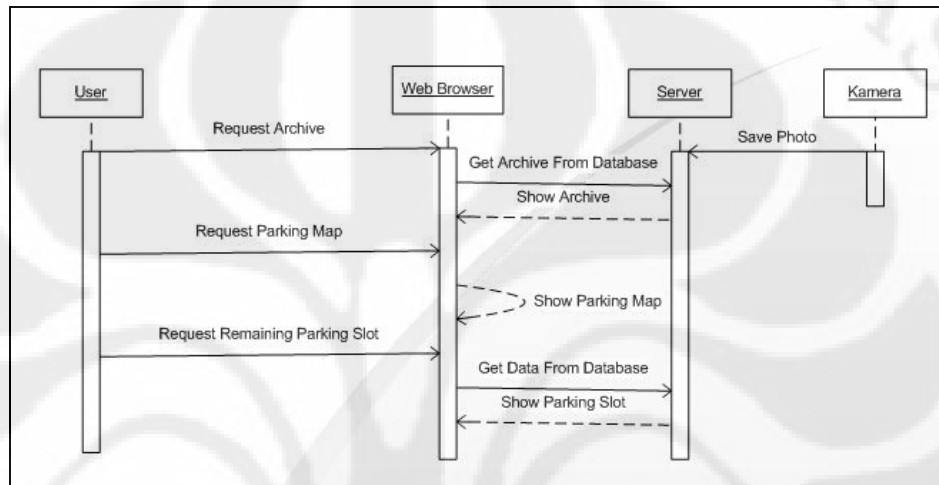 User
Web Browser
Server
Kamera
Request Archive
Save Photo
Get Archive From Database
Show Archive
Request Parking Map
Show Parking Map
Request Remaining Parking Slot
Get Data From Database
Show Parking Slot